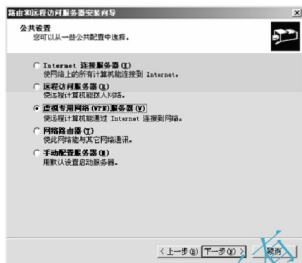 路由和远程访问服务器安装向导
公共设置
您可以从一些公共配置中选择。
Internet 连接服务器(I)
使网络上的所有计算机能连接到 Internet。
远程访问服务器(R)
使远程计算机能拨入网络。
虚拟专用网络(VPN)服务器(V)
使远程计算机能通过 Internet 连接到网络。
网络路由器(T)
使此网络能与其它网络通讯。
手动配置服务器(M)
用默认设置启动服务器。
< 上一步(B)
下一步(N) >
取消